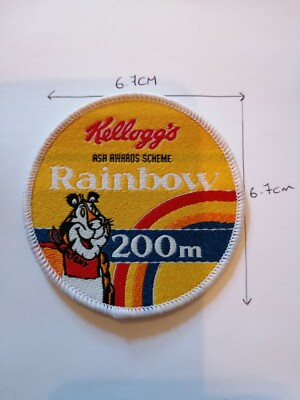 6.7CM
Kellogg's
ASA AWARDS SCHEME
Rainbow
6.7cm
200m